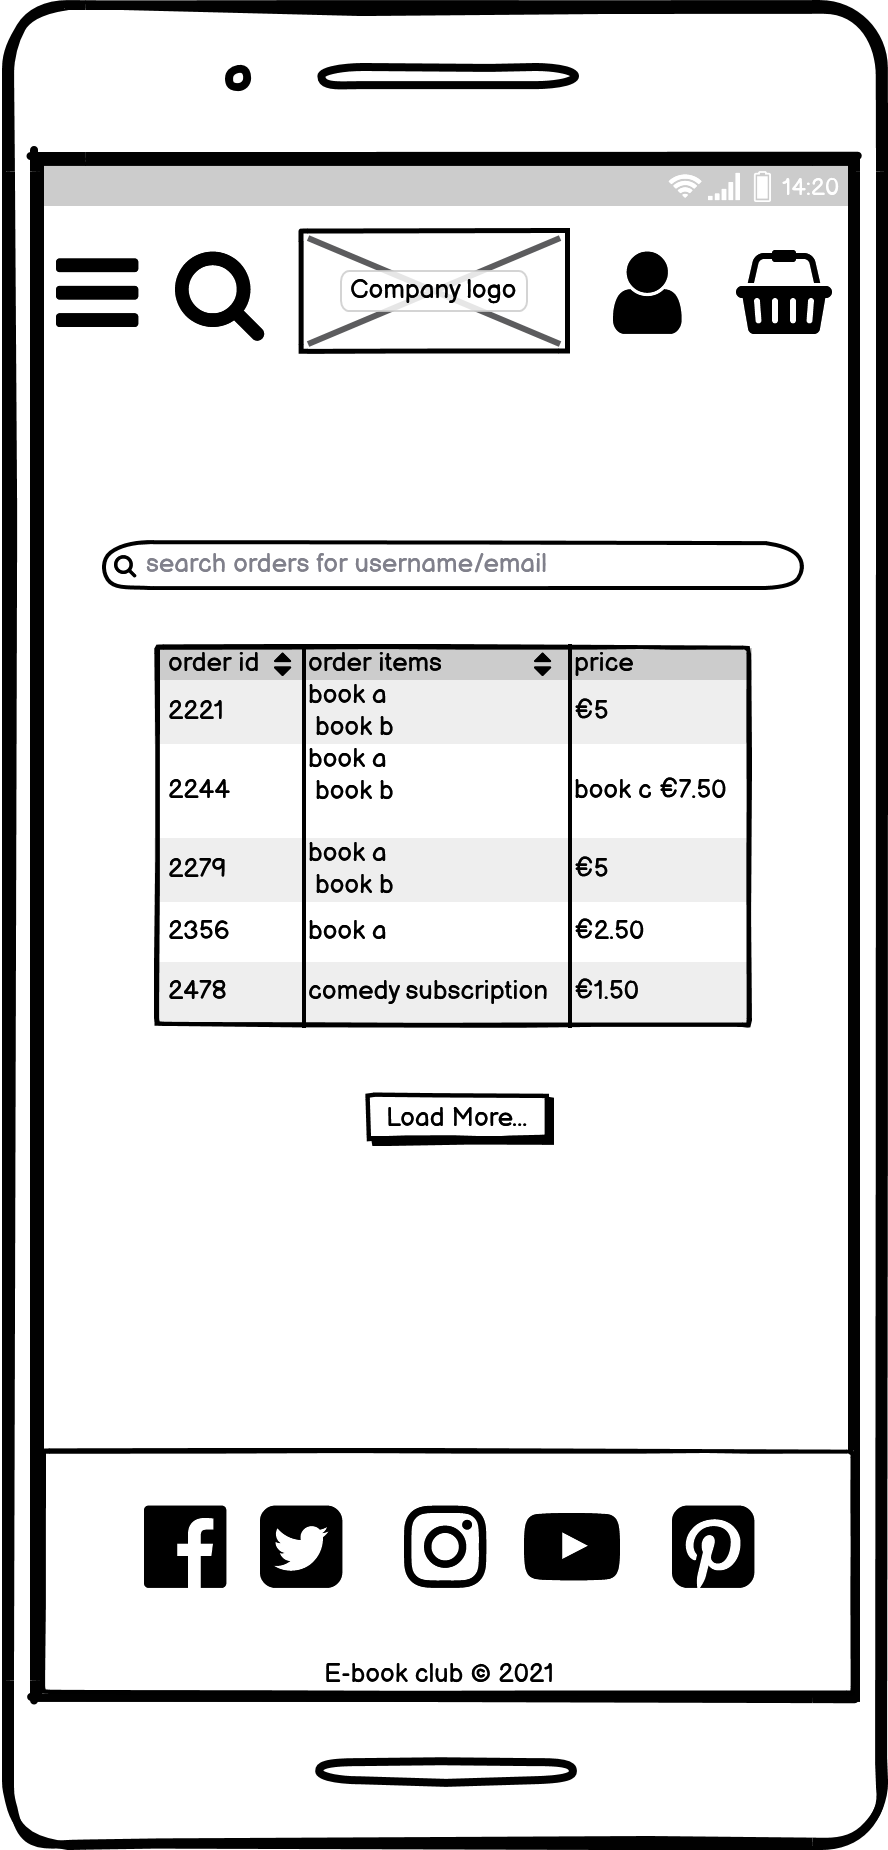 14:20
Company logo
search orders for username/email
order id order items price
2221 book a book b €5
2244 book a book b book c €7.50
2279 book a book b €5
2356 book a €2.50
2478 comedy subscription €1.50
Load More...
E-book club © 2021